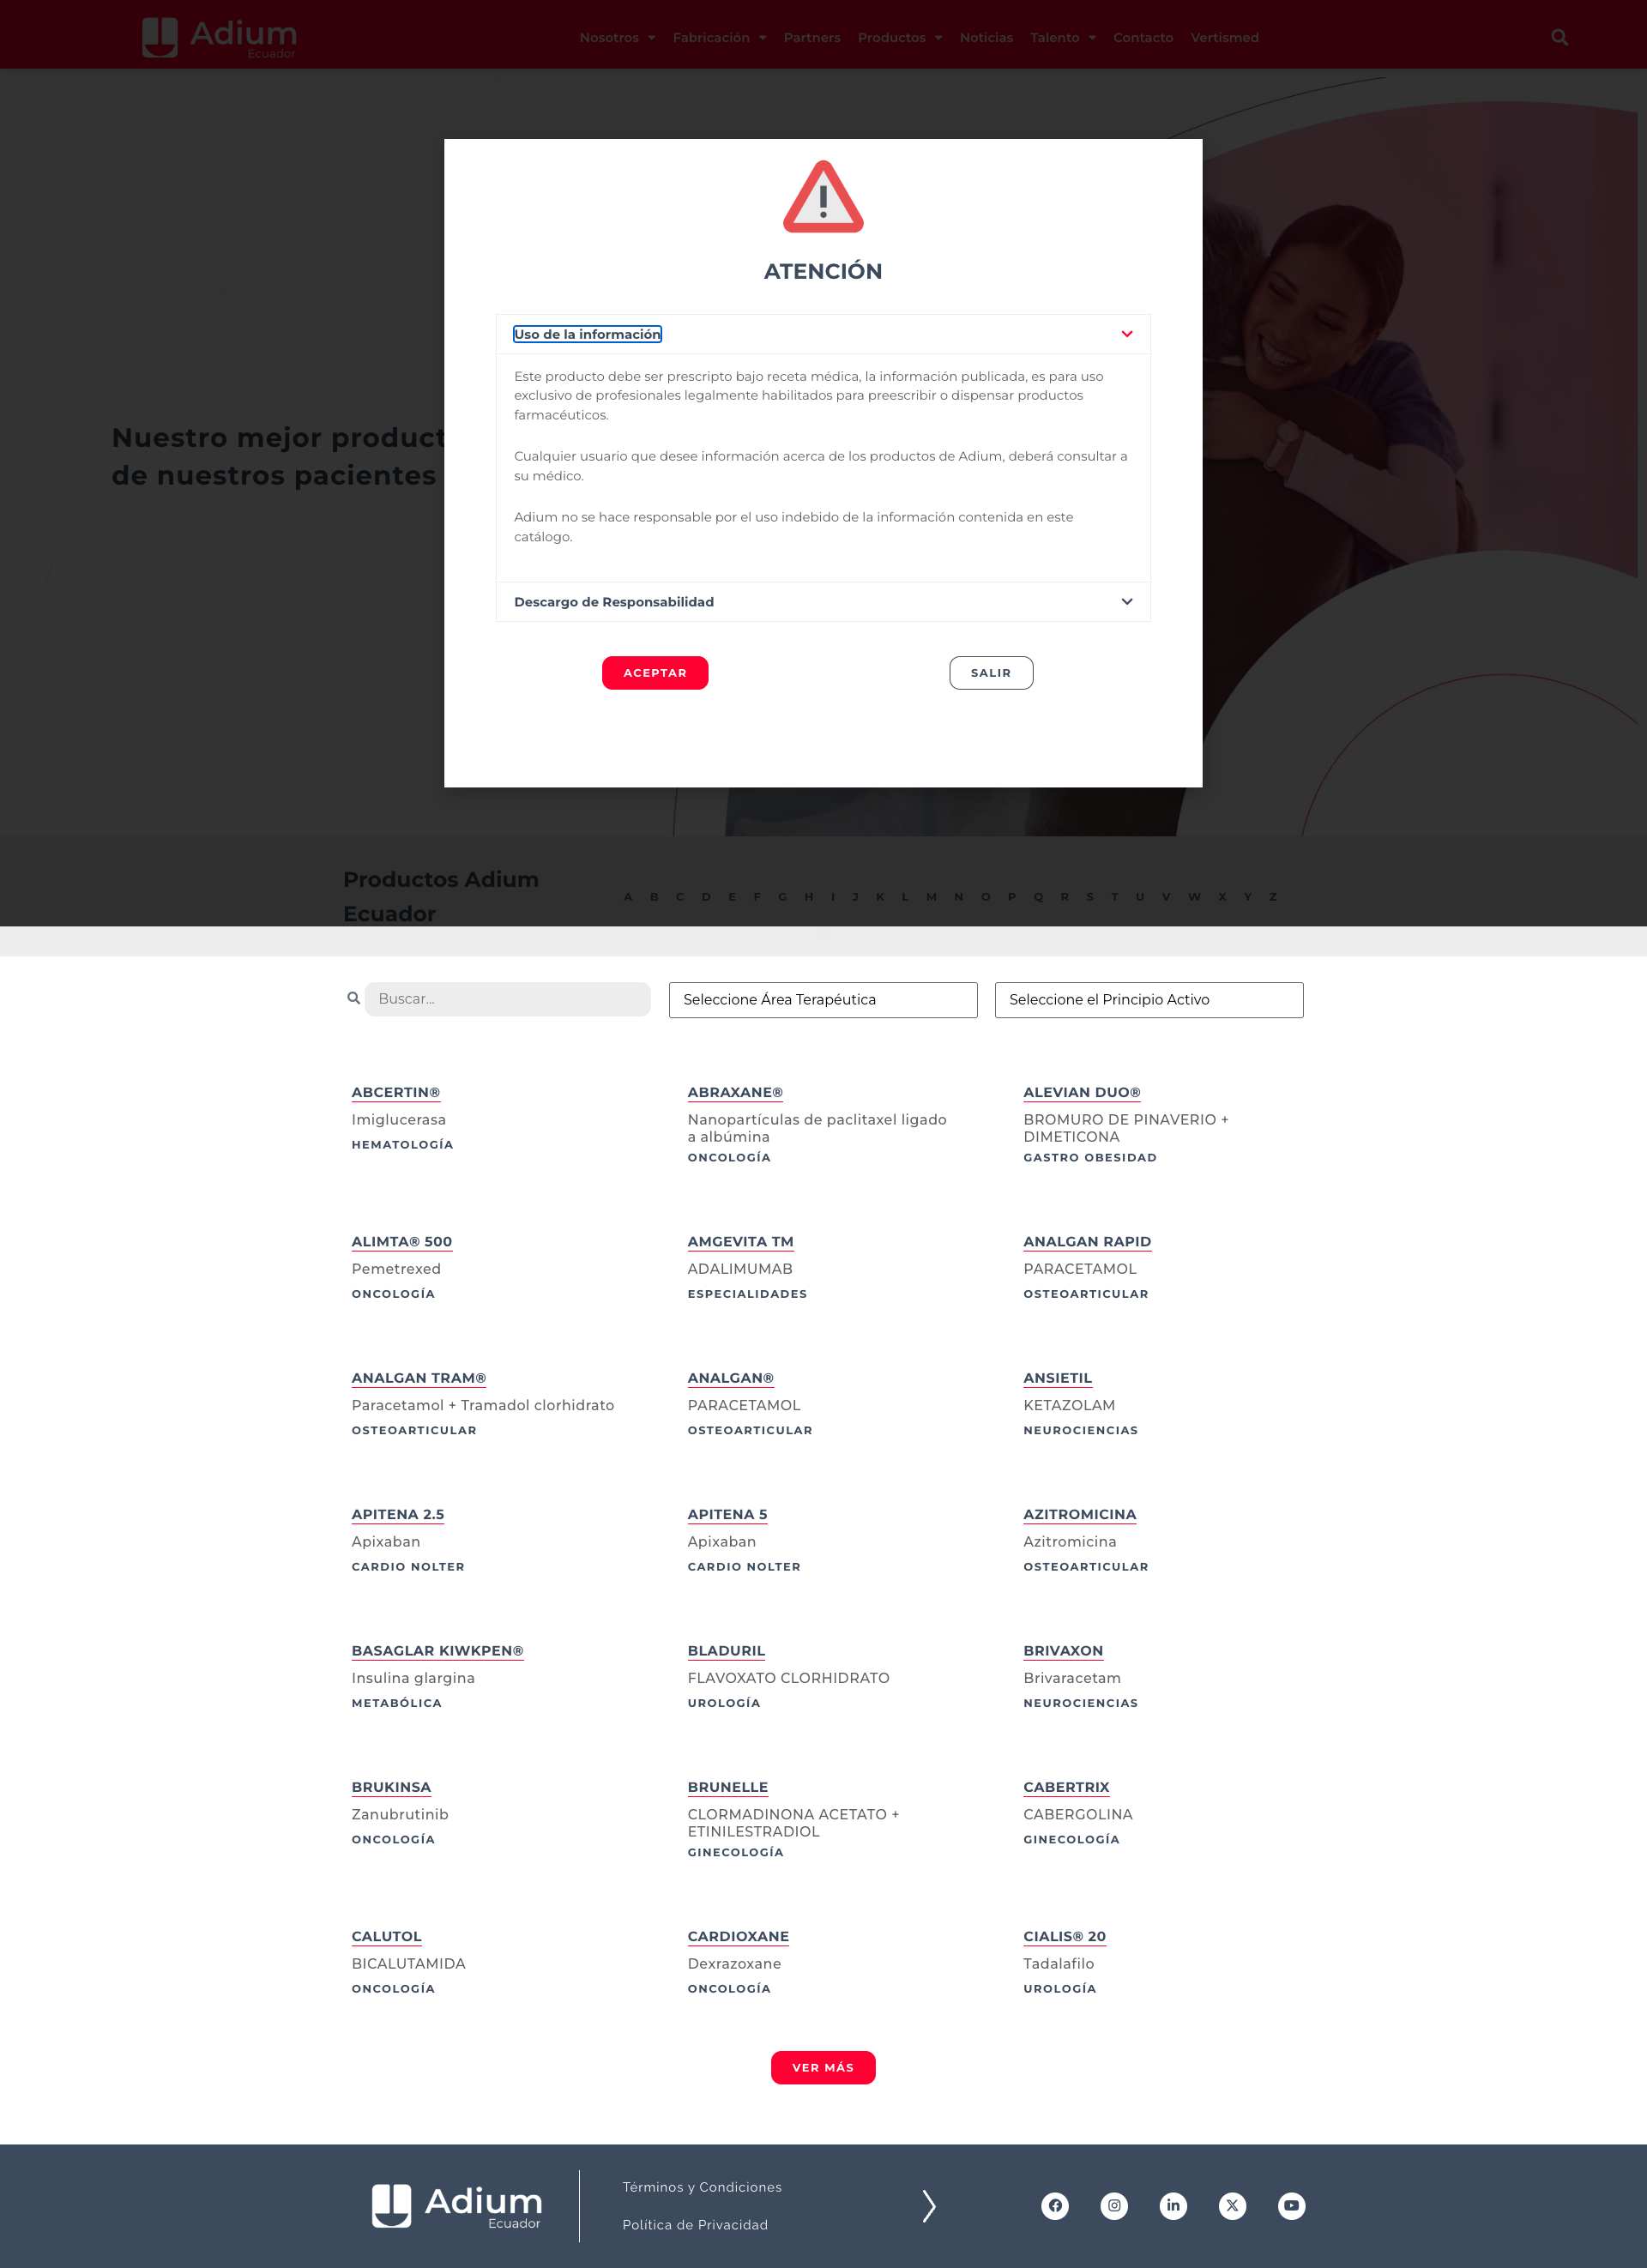 Adium
Ecuador
Nosotros
Fabricación
Partners
Productos
Noticias
Talento
Contacto
Vertismed
Nuestro mejor product
de nuestros pacientes
ATENCIÓN
Uso de la información
Este producto debe ser prescripto bajo receta médica, la información publicada, es para uso
exclusivo de profesionales legalmente habilitados para preescribir o dispensar productos
farmacéuticos.
Cualquier usuario que desee información acerca de los productos de Adium, deberá consultar a
su médico.
Adium no se hace responsable por el uso indebido de la información contenida en este
catálogo.
Descargo de Responsabilidad
ACEPTAR
SALIR
Productos Adium
Ecuador
A B C D E F G H I J K L M N O P Q R S T U V W X Y Z
Buscar...
Seleccione Área Terapéutica
Seleccione el Principio Activo
ABCERTIN®
Imiglucerasa
HEMATOLOGÍA
ABRAXANE®
Nanopartículas de paclitaxel ligado
a albúmina
ONCOLOGÍA
ALEVIAN DUO®
BROMURO DE PINAVERIO +
DIMETICONA
GASTRO OBESIDAD
ALIMTA® 500
Pemetrexed
ONCOLOGÍA
AMGEVITA TM
ADALIMUMAB
ESPECIALIDADES
ANALGAN RAPID
PARACETAMOL
OSTEOARTICULAR
ANALGAN TRAM®
Paracetamol + Tramadol clorhidrato
OSTEOARTICULAR
ANALGAN®
PARACETAMOL
OSTEOARTICULAR
ANSIETIL
KETAZOLAM
NEUROCIENCIAS
APITENA 2.5
Apixaban
CARDIO NOLTER
APITENA 5
Apixaban
CARDIO NOLTER
AZITROMICINA
Azitromicina
OSTEOARTICULAR
BASAGLAR KIWKPEN®
Insulina glargina
METABÓLICA
BLADURIL
FLAVOXATO CLORHIDRATO
UROLOGÍA
BRIVAXON
Brivaracetam
NEUROCIENCIAS
BRUKINSA
Zanubrutinib
ONCOLOGÍA
BRUNELLE
CLORMADINONA ACETATO +
ETINILESTRADIOL
GINECOLOGÍA
CABERTRIX
CABERGOLINA
GINECOLOGÍA
CALUTOL
BICALUTAMIDA
ONCOLOGÍA
CARDIOXANE
Dexrazoxane
ONCOLOGÍA
CIALIS® 20
Tadalafilo
UROLOGÍA
VER MÁS
Adium
Ecuador
Términos y Condiciones
Política de Privacidad